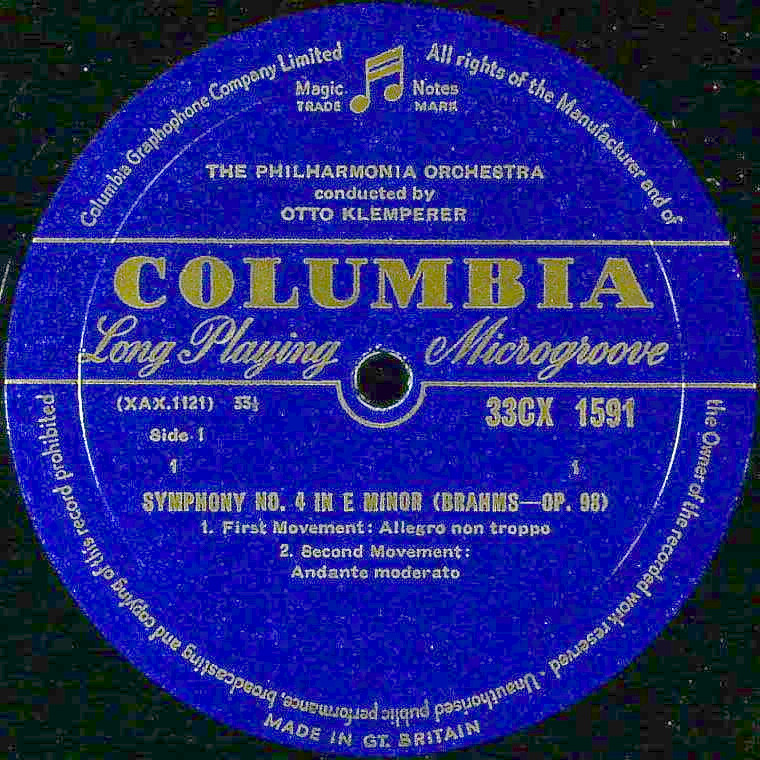 Columbia Graphophone Company Limited
All rights of the Manufacturer and of
the Owner of the recorded work reserved - Unauthorised public performance, broadcasting and copying of this record prohibited
Magic Notes
TRADE MARK
THE PHILHARMONIA ORCHESTRA
conducted by
OTTO KLEMPERER
COLUMBIA
Long Playing Microgroove
(XAX.1121) 33⅓ 33CX 1591
Side 1
1 1
SYMPHONY NO. 4 IN E MINOR (BRAHMS—OP. 98)
1. First Movement: Allegro non troppo
2. Second Movement:
Andante moderato
MADE IN GT. BRITAIN